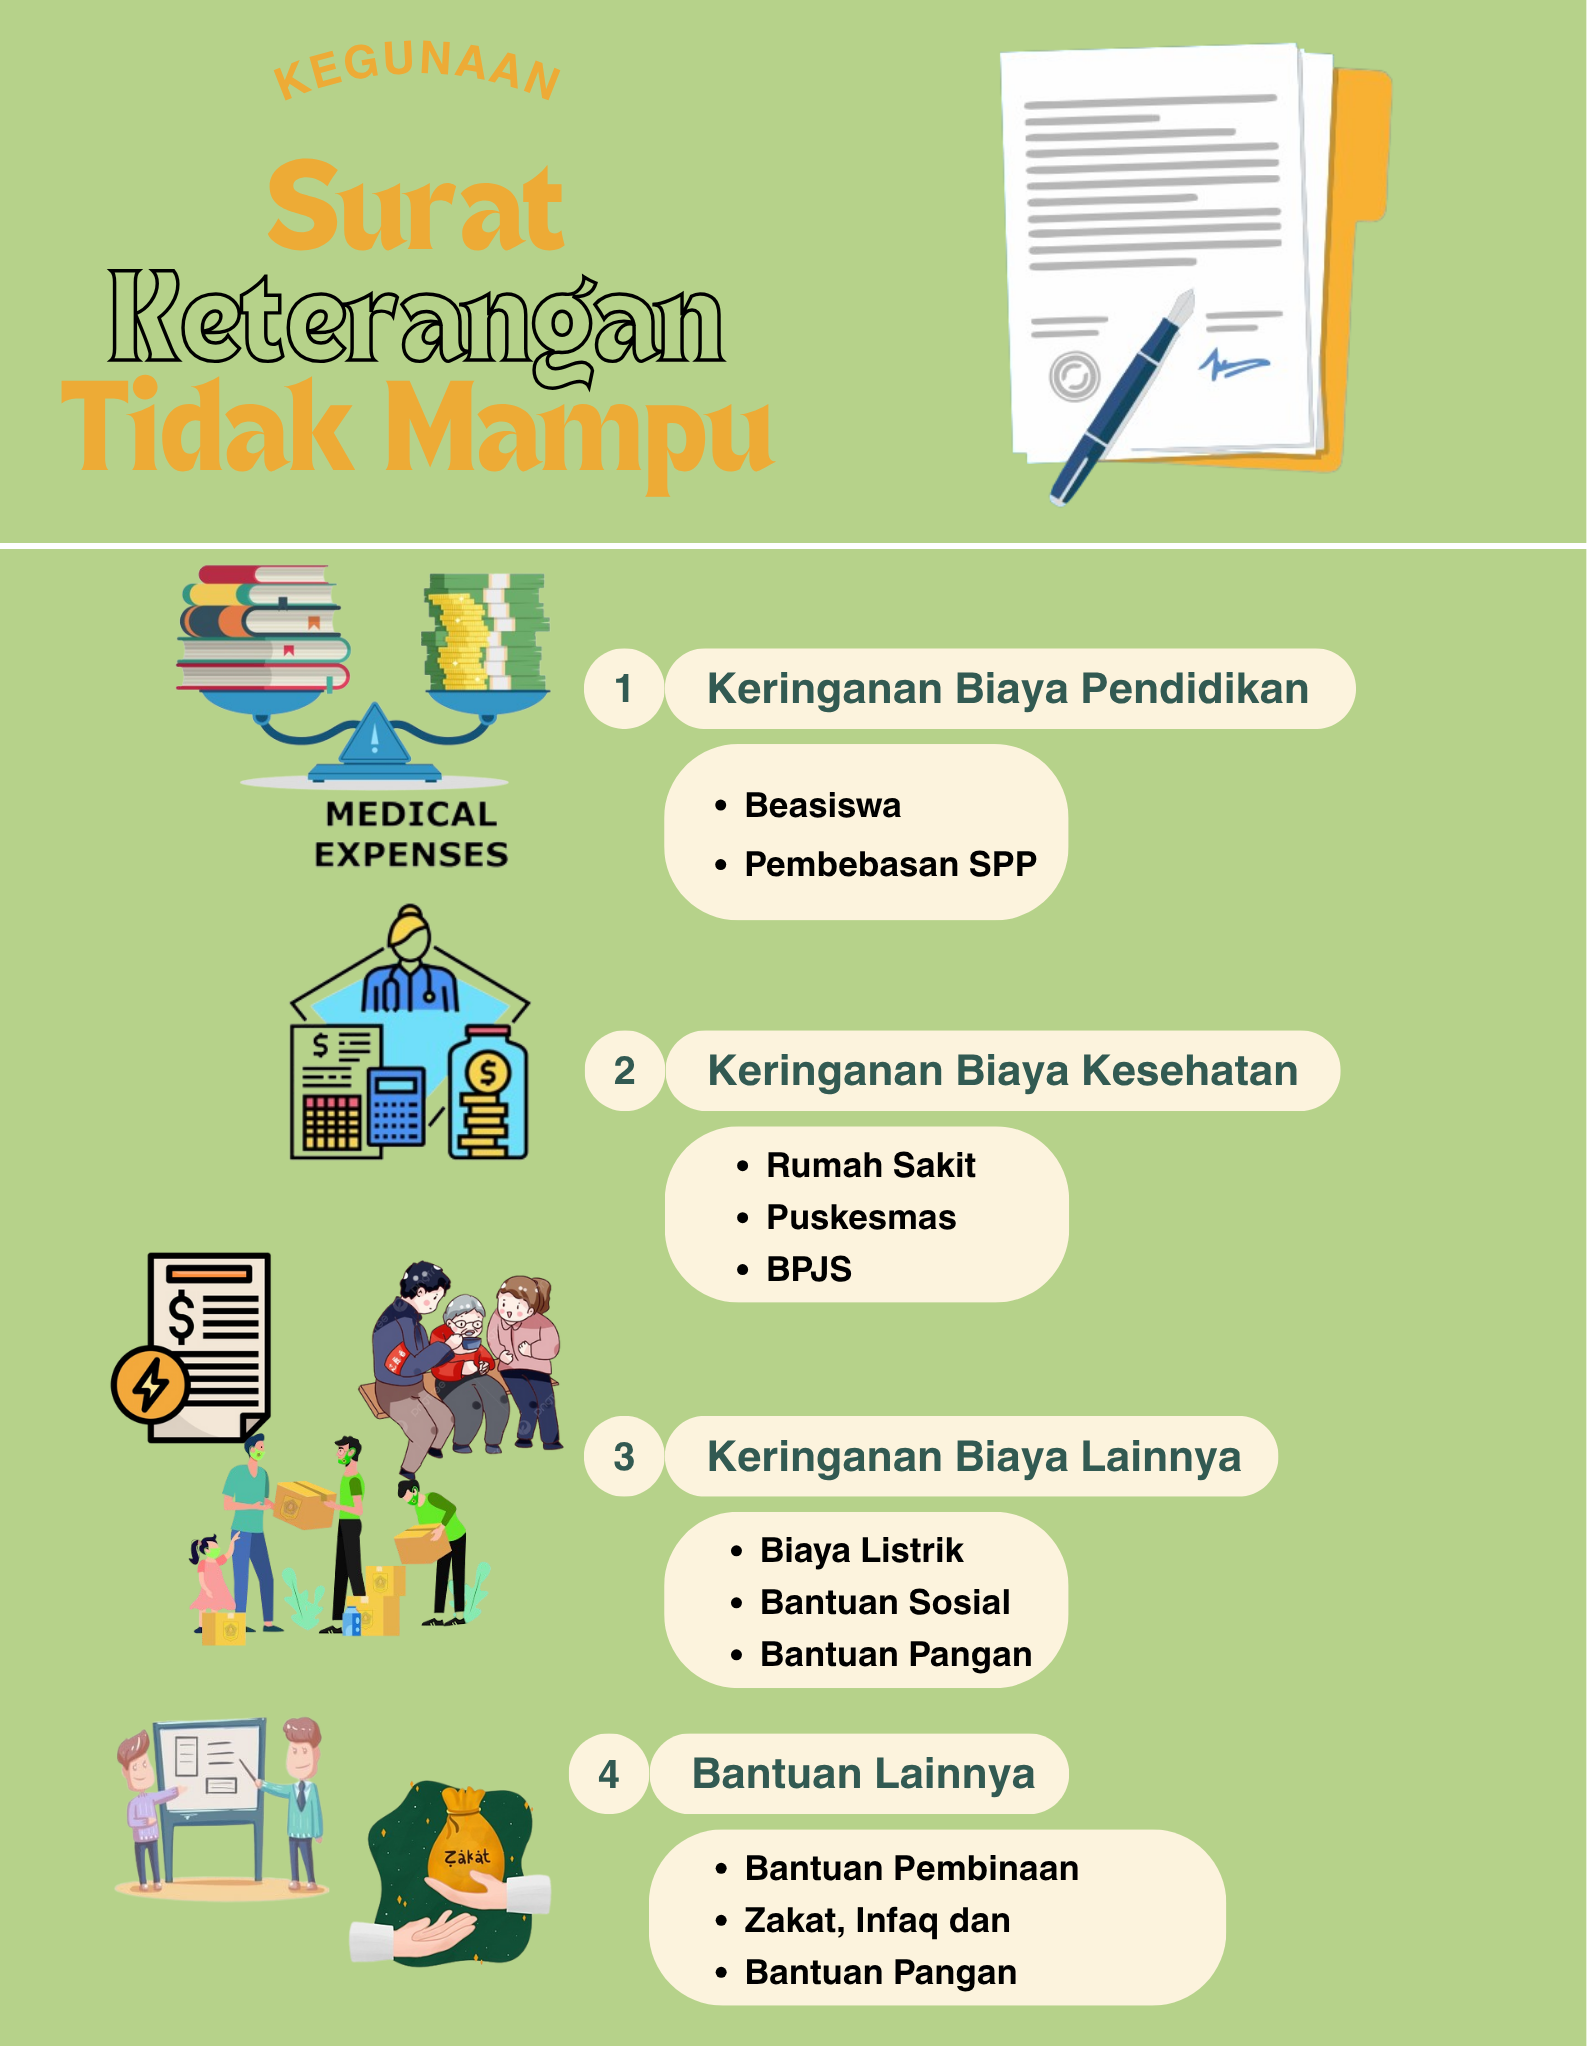 KEGUNAAN
Surat
Keterangan
Tidak Mampu
MEDICAL
EXPENSES
1 Keringanan Biaya Pendidikan
• Beasiswa
• Pembebasan SPP
2 Keringanan Biaya Kesehatan
• Rumah Sakit
• Puskesmas
• BPJS
3 Keringanan Biaya Lainnya
• Biaya Listrik
• Bantuan Sosial
• Bantuan Pangan
4 Bantuan Lainnya
• Bantuan Pembinaan
• Zakat, Infaq dan
• Bantuan Pangan
Zakat